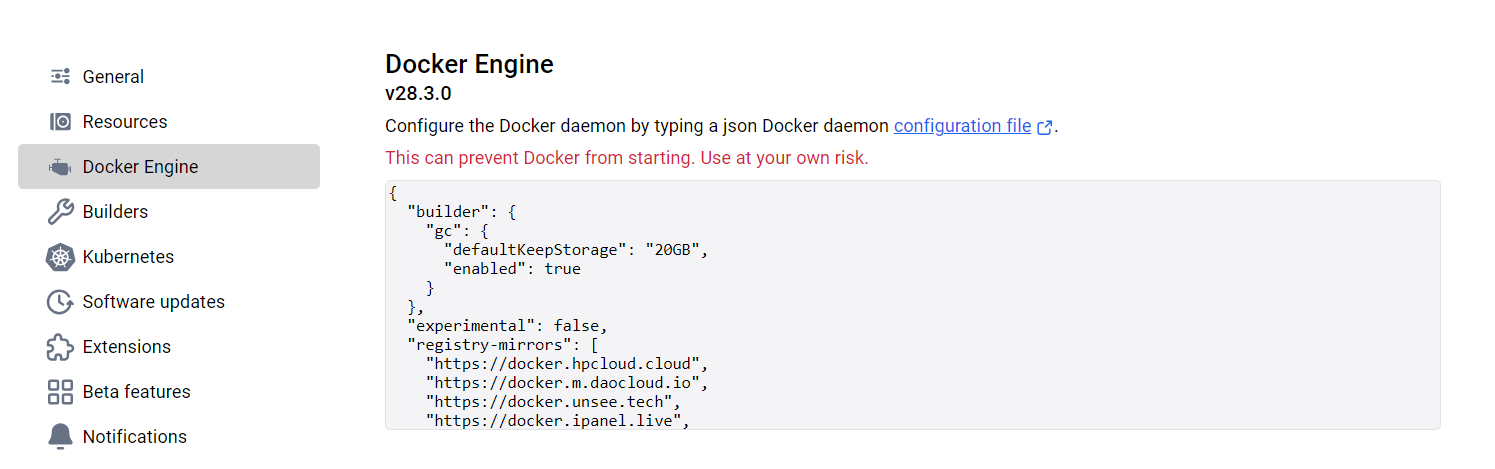 General
Resources
Docker Engine
Builders
Kubernetes
Software updates
Extensions
Beta features
Notifications
Docker Engine
v28.3.0
Configure the Docker daemon by typing a json Docker daemon configuration file.
This can prevent Docker from starting. Use at your own risk.
{
  "builder": {
    "gc": {
      "defaultKeepStorage": "20GB",
      "enabled": true
    }
  },
  "experimental": false,
  "registry-mirrors": [
    "https://docker.hpcloud.cloud",
    "https://docker.m.daocloud.io",
    "https://docker.unsee.tech",
    "https://docker.ipanel.live",